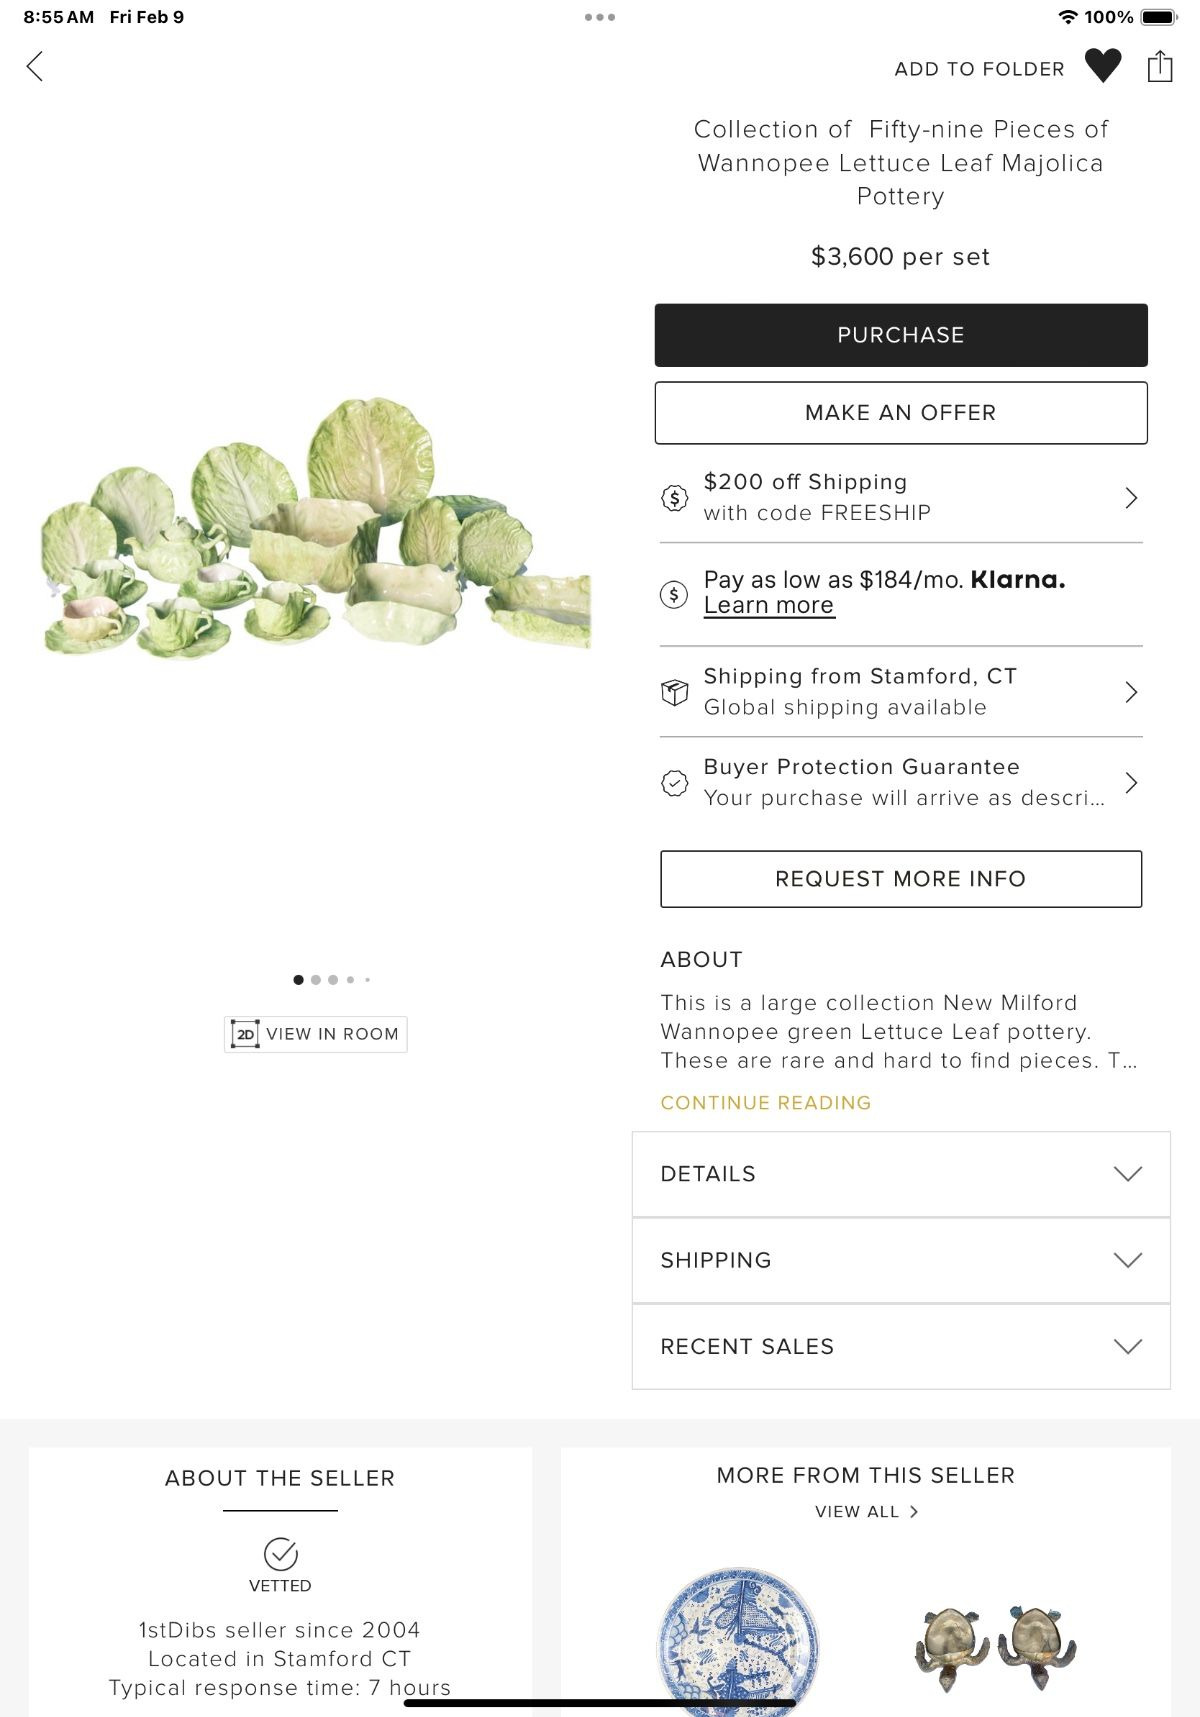 8:55 AM Fri Feb 9
100%
ADD TO FOLDER
Collection of Fifty-nine Pieces of
Wannopee Lettuce Leaf Majolica
Pottery
$3,600 per set
PURCHASE
MAKE AN OFFER
$200 off Shipping
with code FREESHIP
Pay as low as $184/mo. Klarna.
Learn more
Shipping from Stamford, CT
Global shipping available
Buyer Protection Guarantee
Your purchase will arrive as descri...
REQUEST MORE INFO
2D VIEW IN ROOM
ABOUT
This is a large collection New Milford
Wannopee green Lettuce Leaf pottery.
These are rare and hard to find pieces. T...
CONTINUE READING
DETAILS
SHIPPING
RECENT SALES
ABOUT THE SELLER
VETTED
1stDibs seller since 2004
Located in Stamford CT
Typical response time: 7 hours
MORE FROM THIS SELLER
VIEW ALL